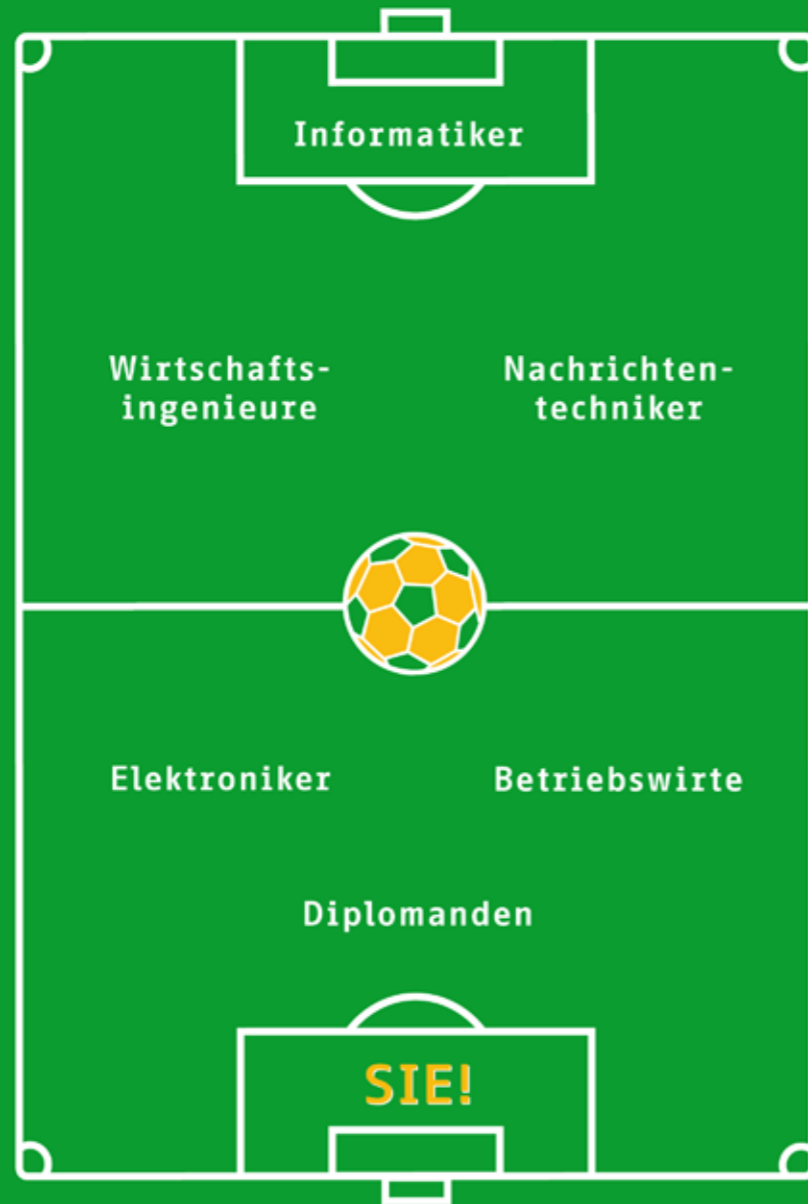 Informatiker
Wirtschafts-
ingenieure
Nachrichten-
techniker
Elektroniker
Betriebswirte
Diplomanden
SIE!